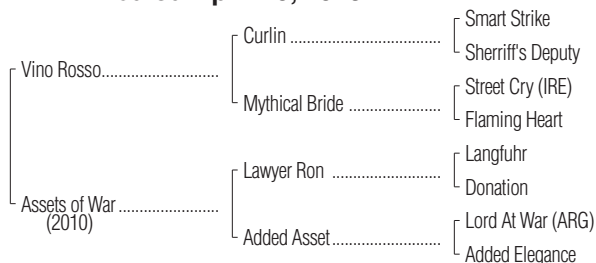 Smart Strike
Curlin
Sherriff's Deputy
Vino Rosso
Street Cry (IRE)
Mythical Bride
Flaming Heart
Langfuhr
Lawyer Ron
Donation
Assets of War
(2010)
Lord At War (ARG)
Added Asset
Added Elegance